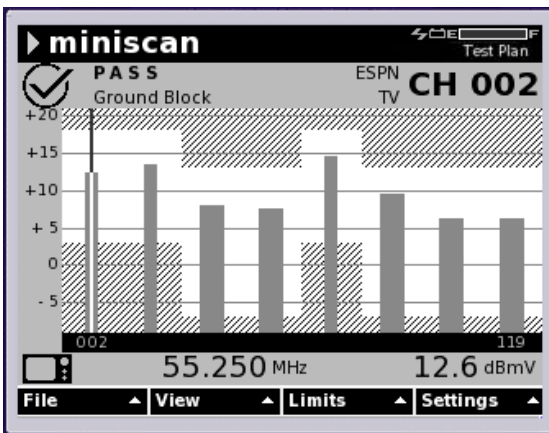 miniscan
E F
Test Plan
PASS
Ground Block
ESPN
TV
CH 002
+20
+15
+10
+ 5
0
- 5
002 119
55.250 MHz 12.6 dBmV
File View Limits Settings